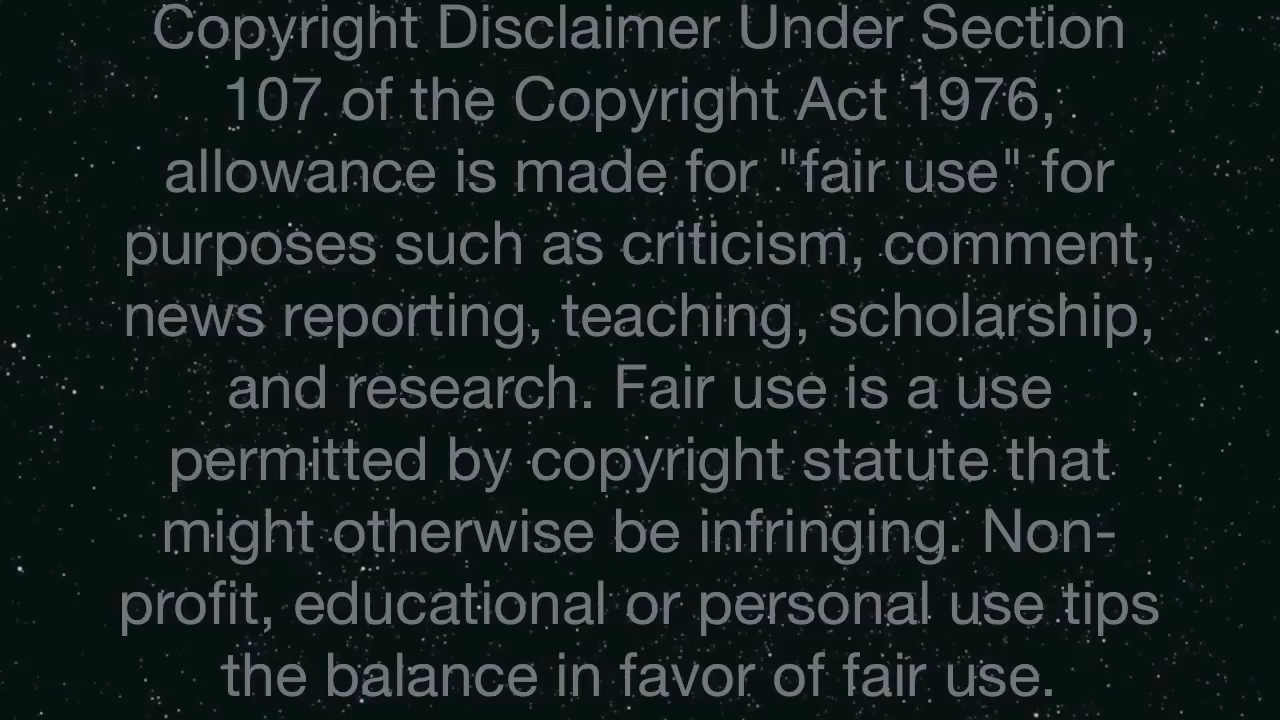 Copyright Disclaimer Under Section
107 of the Copyright Act 1976,
allowance is made for "fair use" for
purposes such as criticism, comment,
news reporting, teaching, scholarship,
and research. Fair use is a use
permitted by copyright statute that
might otherwise be infringing. Non-
profit, educational or personal use tips
the balance in favor of fair use.